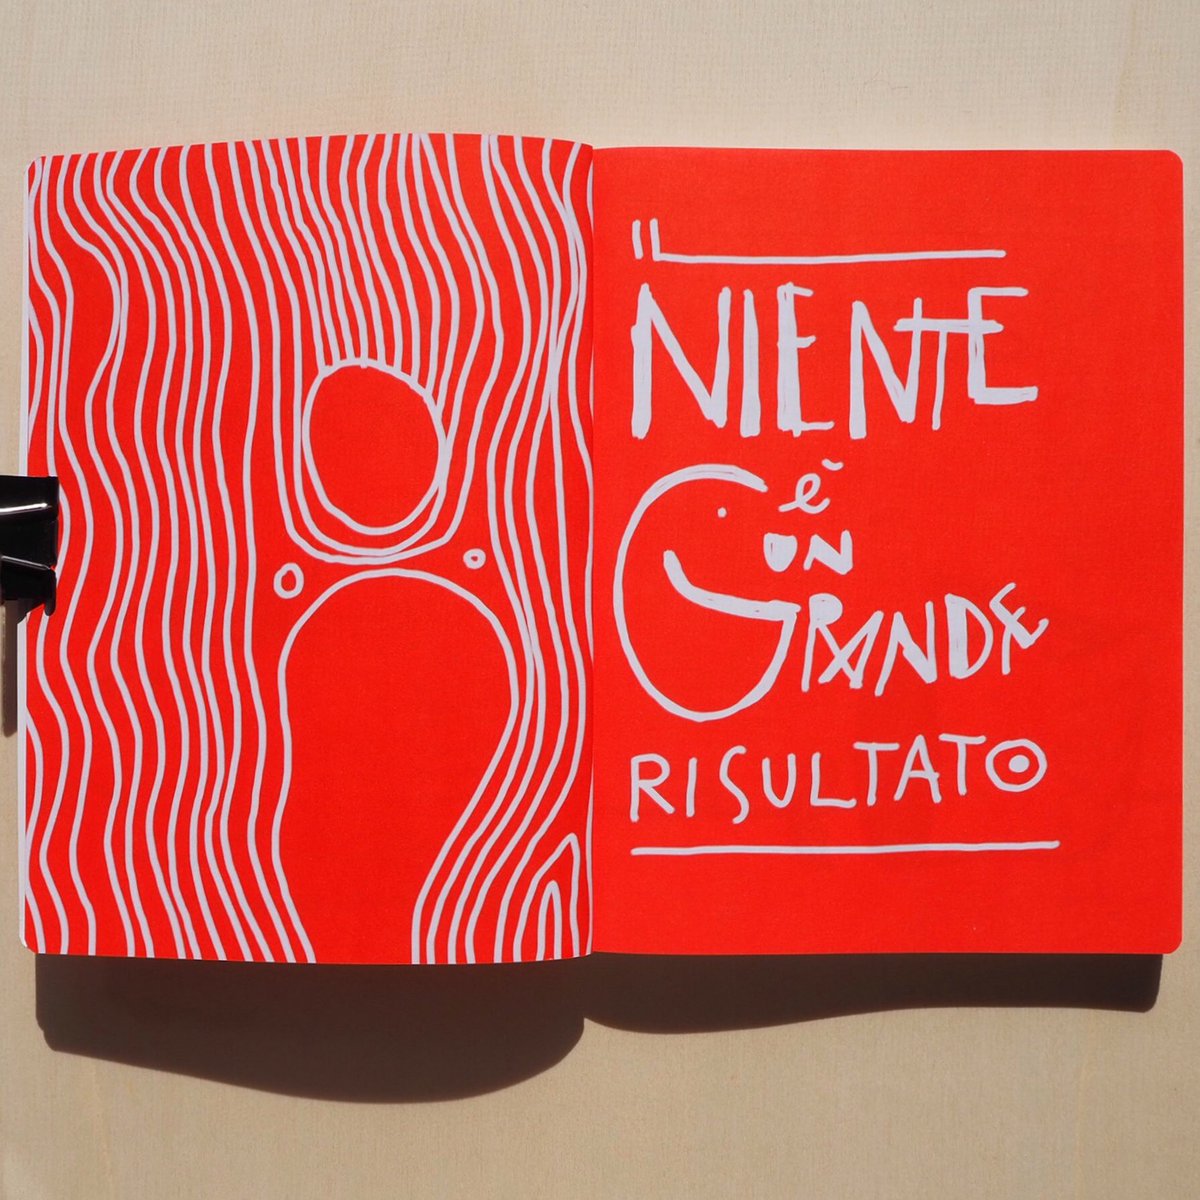 IL
NIENTE
è
UN
GRANDE
RISULTATO